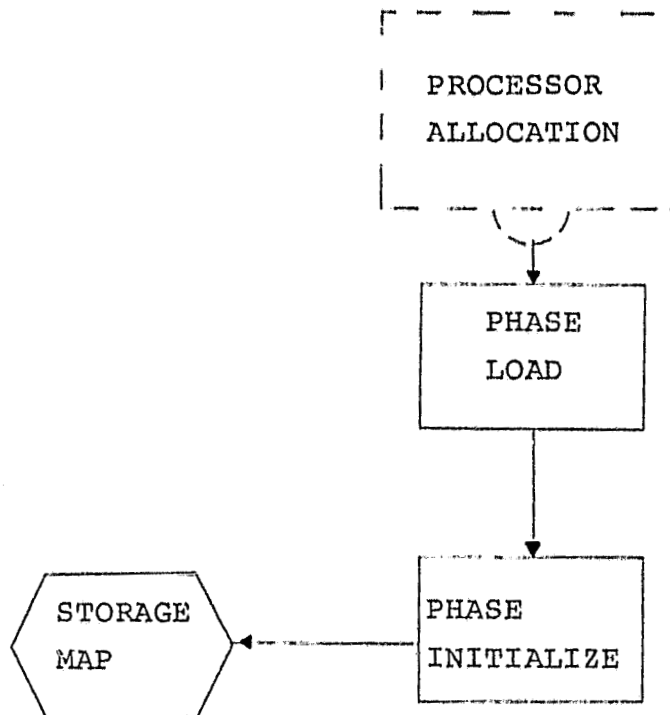 PROCESSOR
ALLOCATION
PHASE
LOAD
STORAGE
MAP
PHASE
INITIALIZE